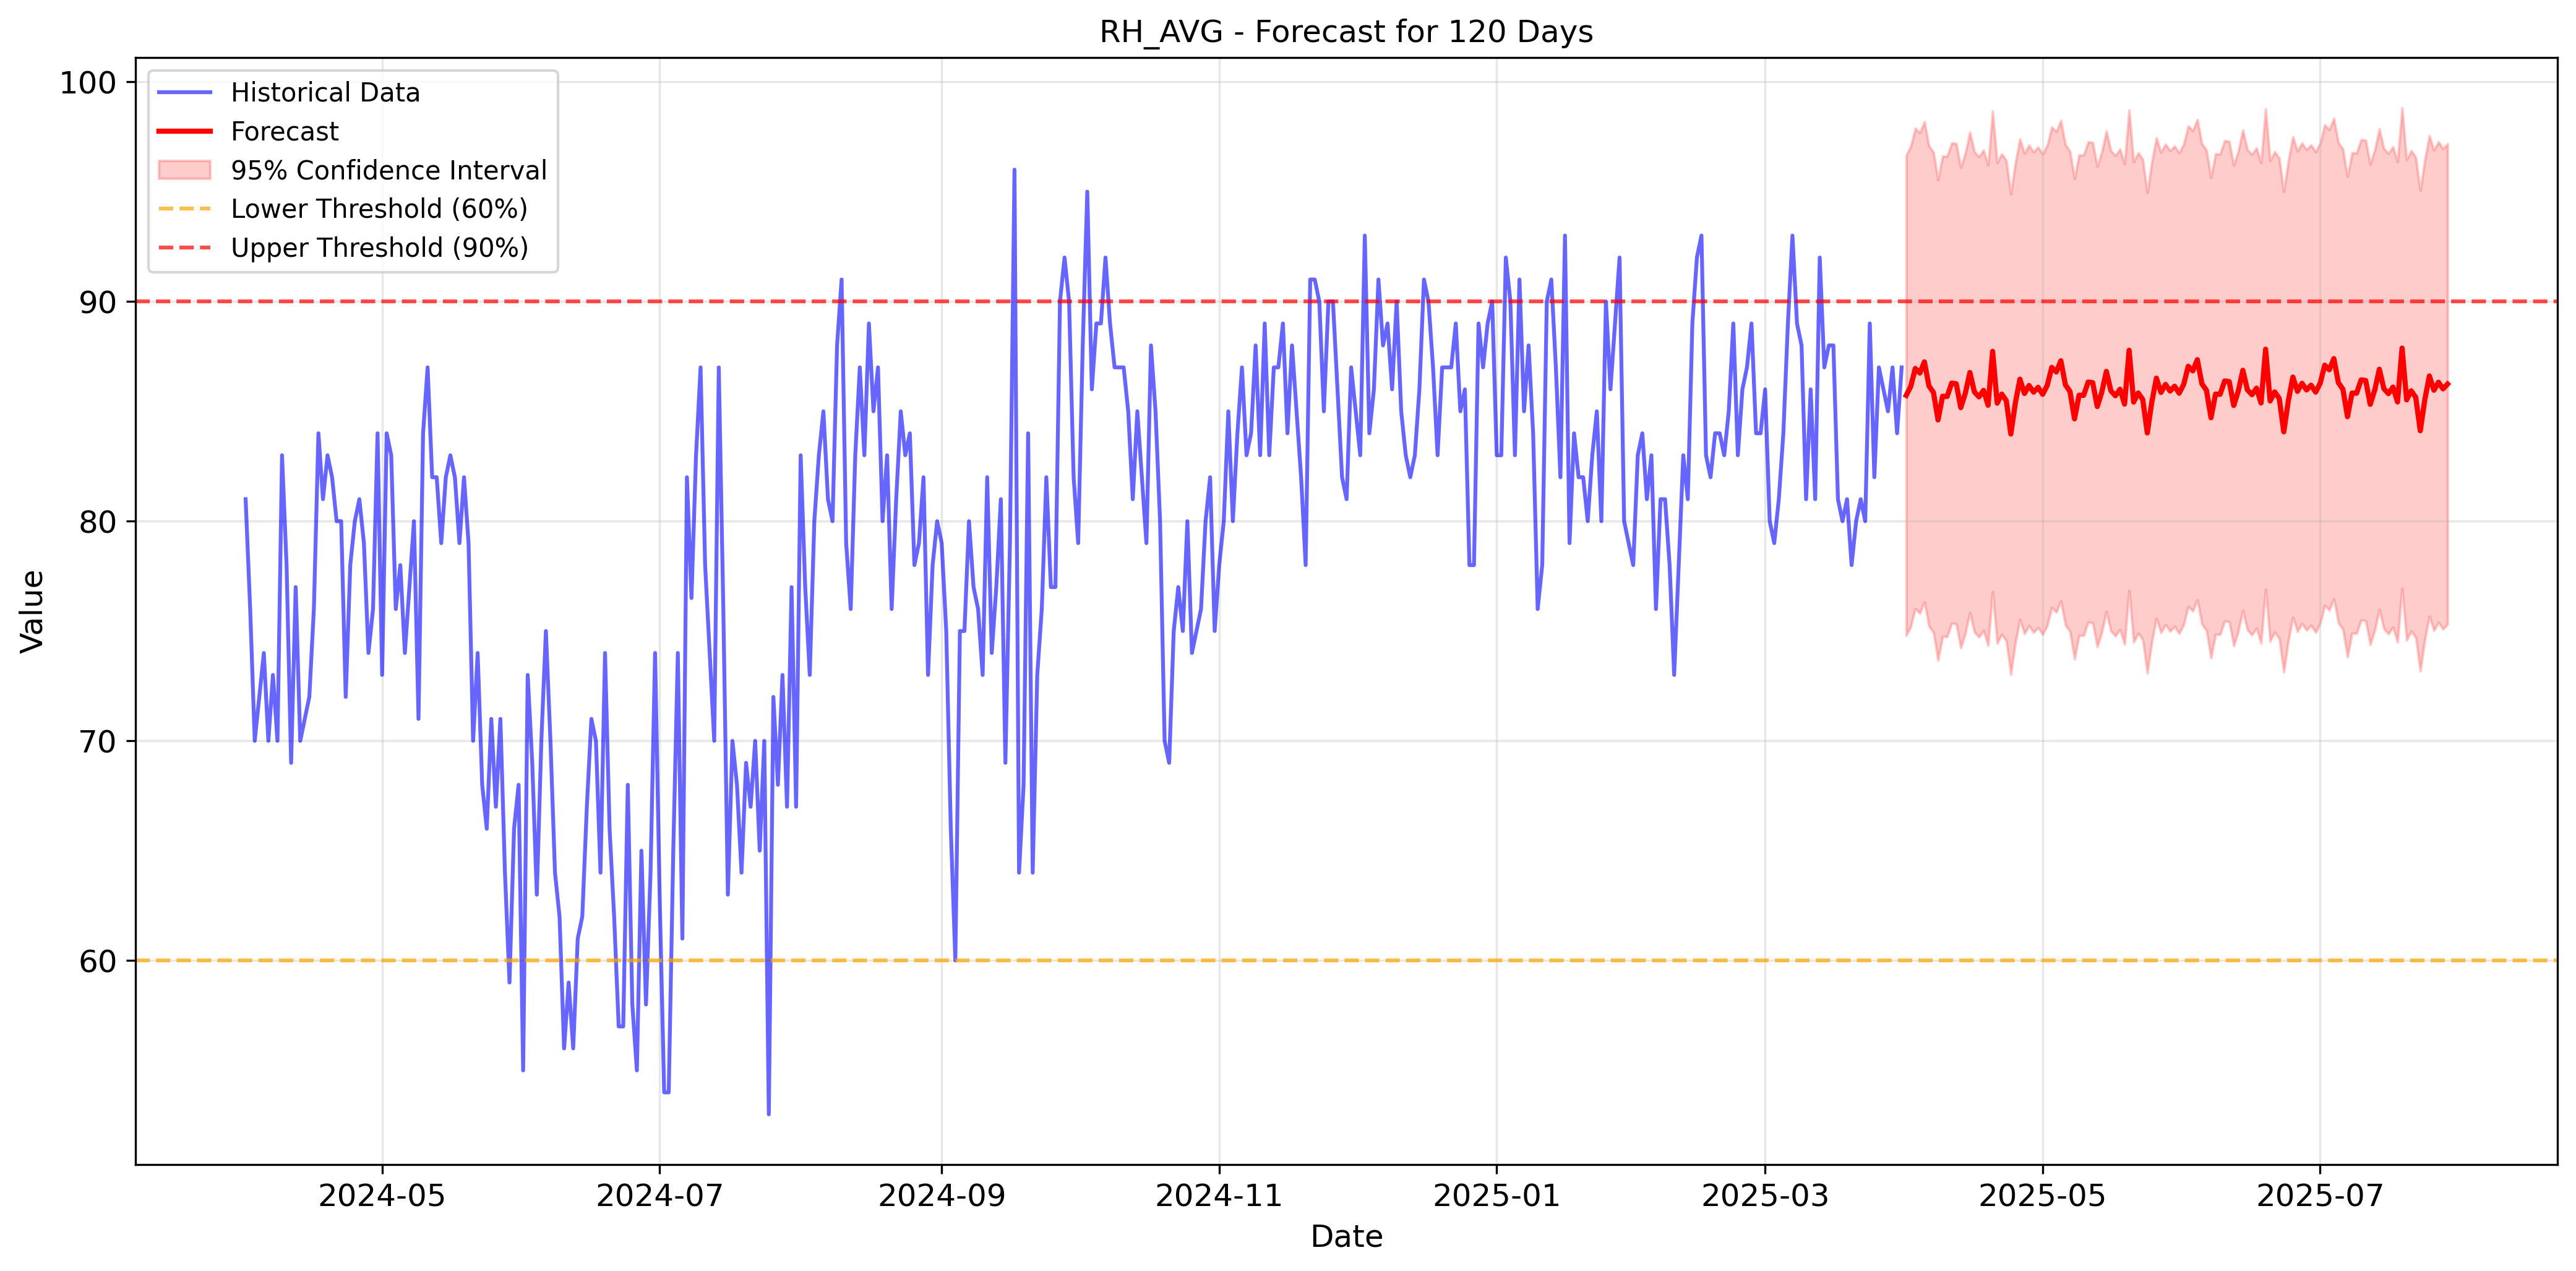 RH_AVG - Forecast for 120 Days
Historical Data
Forecast
95% Confidence Interval
Lower Threshold (60%)
Upper Threshold (90%)
100
90
80
70
60
Value
2024-05 2024-07 2024-09 2024-11 2025-01 2025-03 2025-05 2025-07
Date